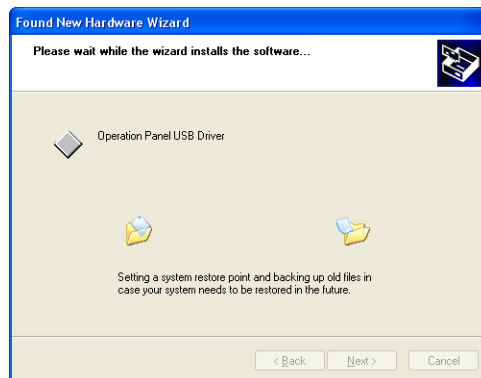 Found New Hardware Wizard
Please wait while the wizard installs the software...
Operation Panel USB Driver
Setting a system restore point and backing up old files in
case your system needs to be restored in the future.
< Back
Next >
Cancel